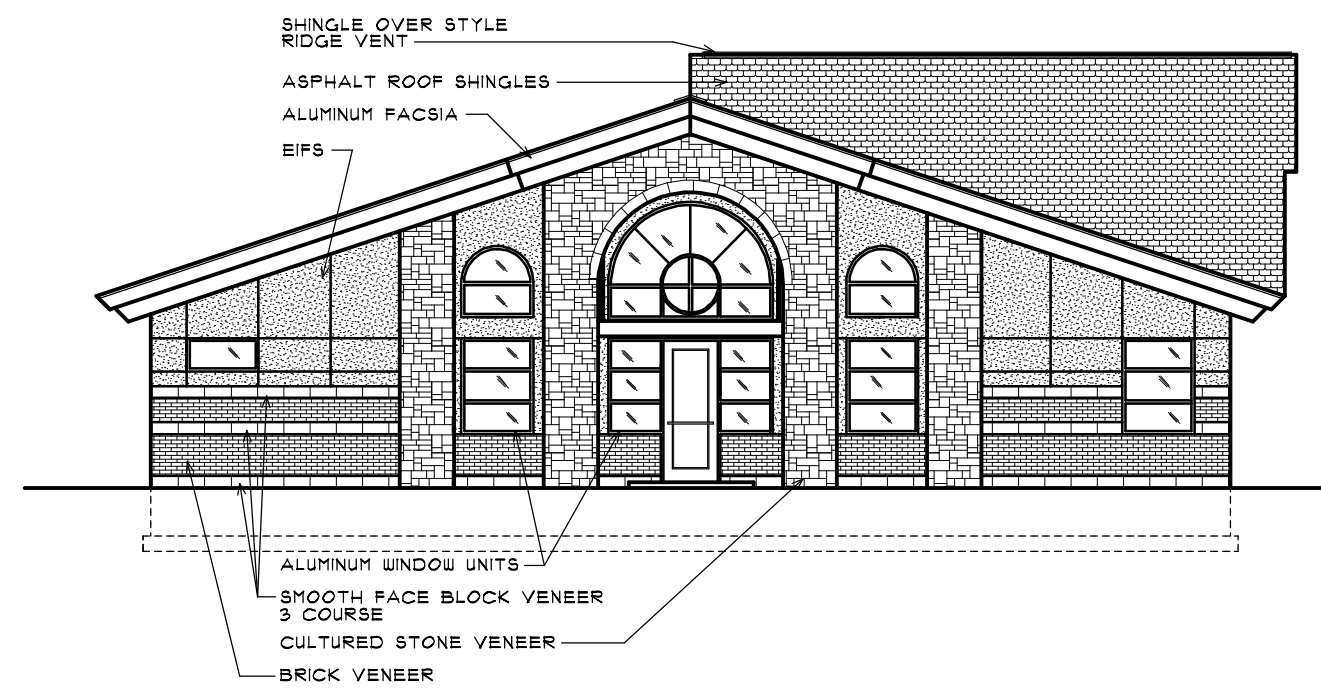 SHINGLE OVER STYLE
RIDGE VENT
ASPHALT ROOF SHINGLES
ALUMINUM FACSIA
EIFS
ALUMINUM WINDOW UNITS
SMOOTH FACE BLOCK VENEER
3 COURSE
CULTURED STONE VENEER
BRICK VENEER